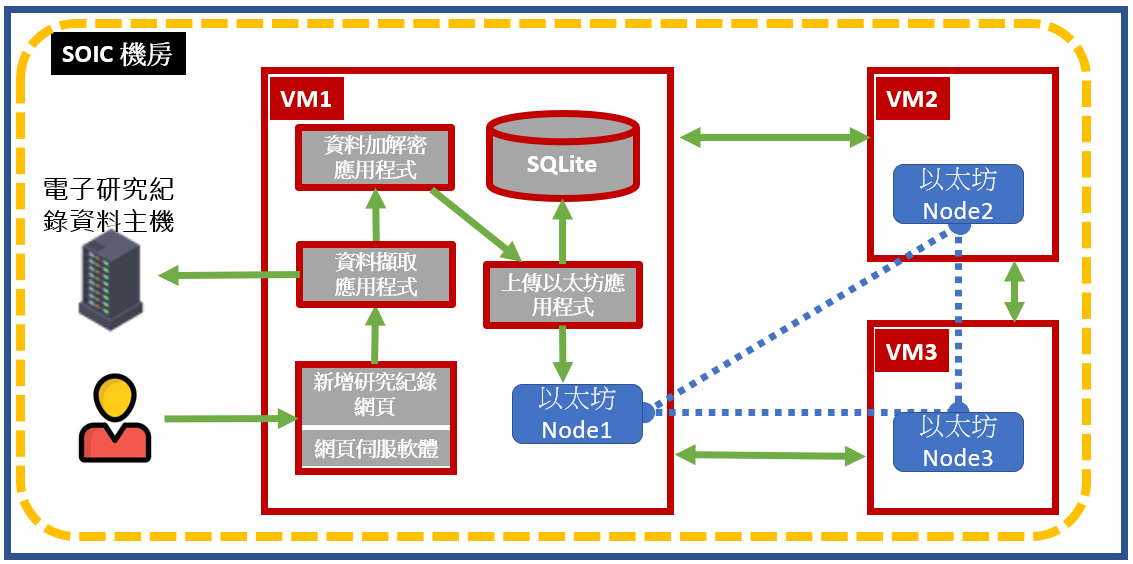 SOIC 機房
電子研究紀
錄資料主機
VM1
資料加解密
應用程式
SQLite
資料擷取
應用程式
上傳以太坊應
用程式
新增研究紀錄
網頁
網頁伺服軟體
以太坊
Node1
VM2
以太坊
Node2
VM3
以太坊
Node3